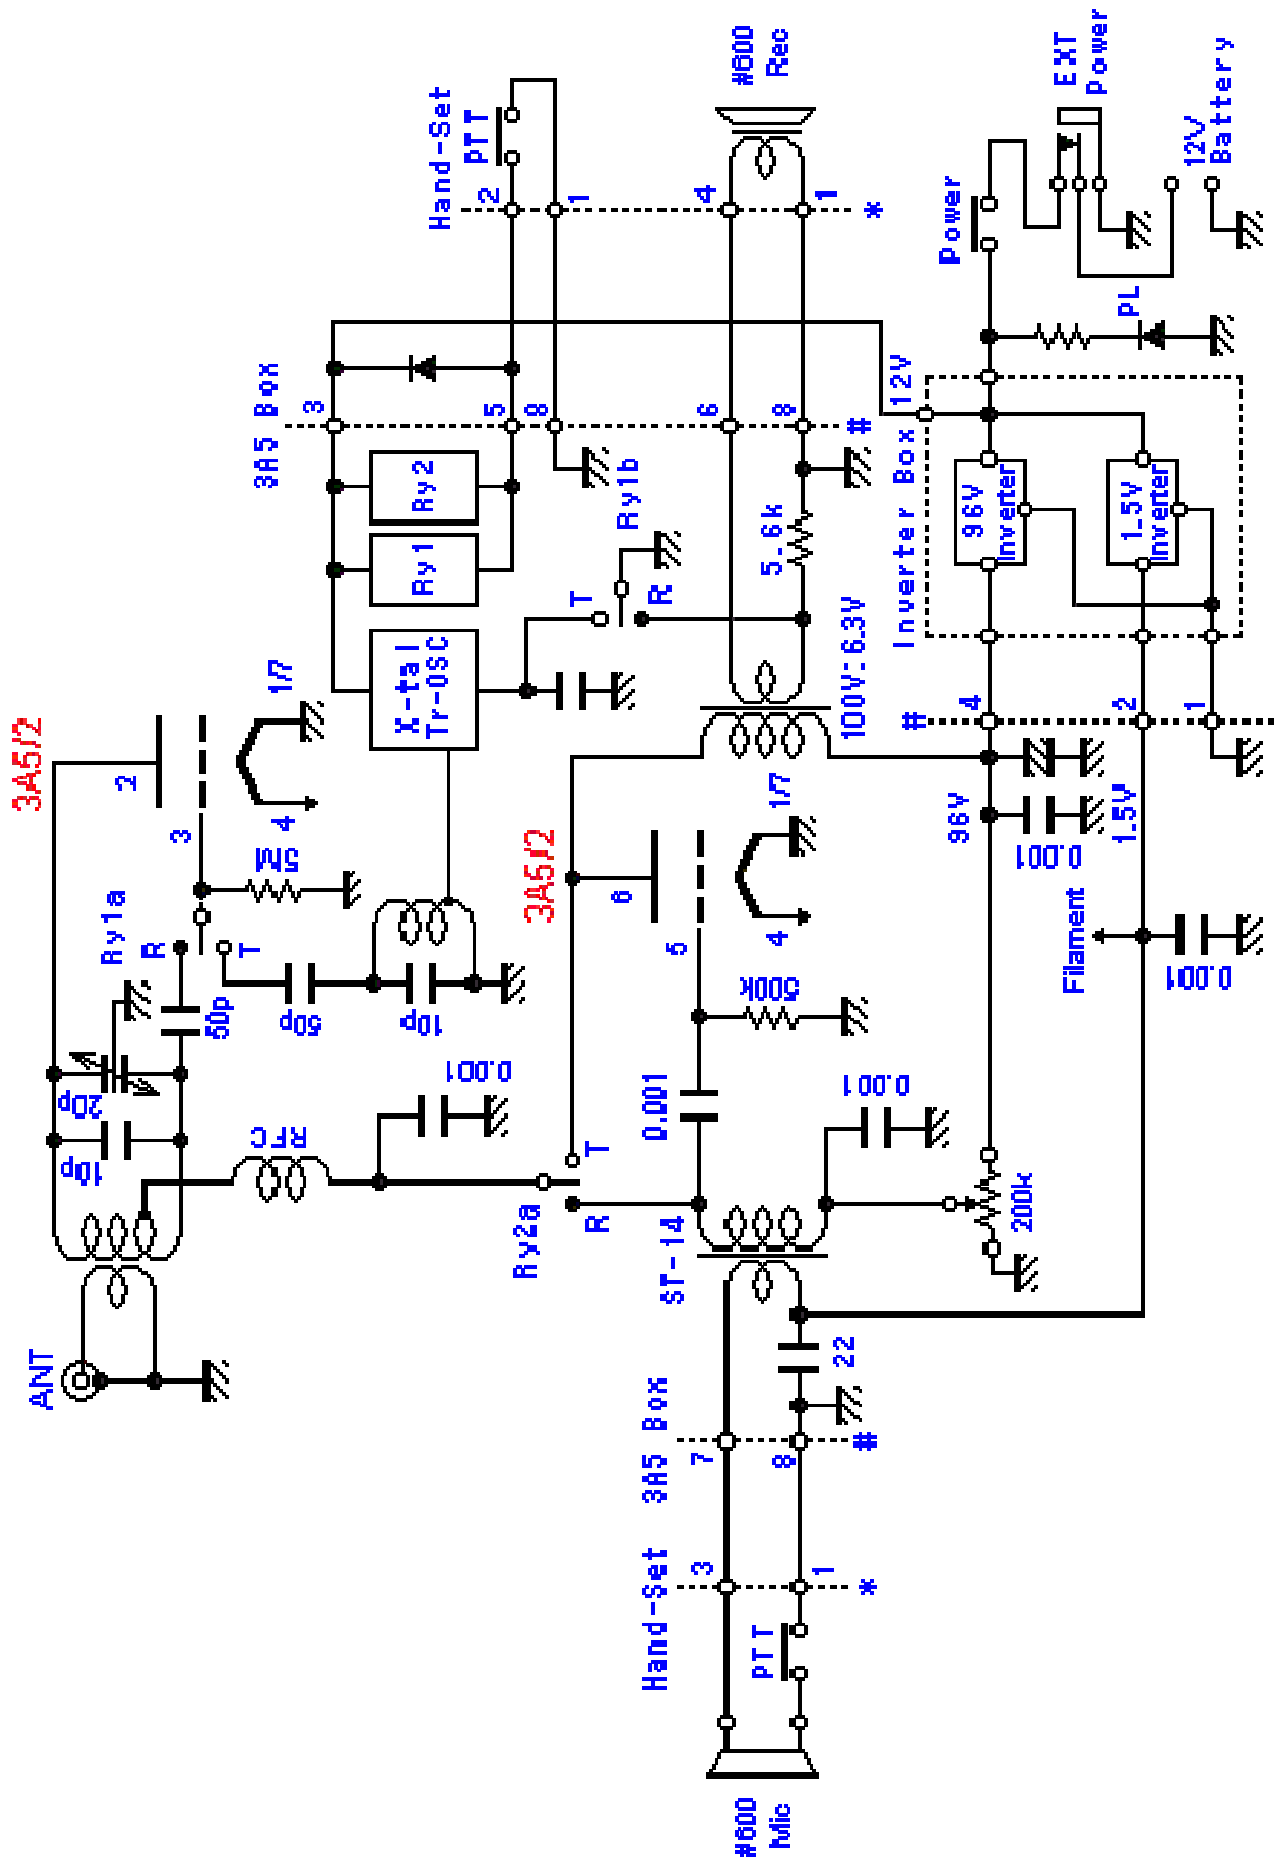 ANT
10p
20p
50p
Ry1a
R
T
3A5/2
2
3
51k
4
1/7
50p
10p
RFC
0.001
X-tal
Tr-OSC
Ry1
Ry2
3A5 Box
3
5
8
Hand-Set
PTT
2
1
T
R
Ry1b
Ry2a
T
R
ST-14
0.001
500k
0.001
3A5/2
6
5
4
1/7
100V:6.3V
5.6k
6
8
#
4
1
*
#600
Rec
#600
Mic
Hand-Set
PTT
3
1
*
3A5 Box
7
8
#
22
200k
96V
0.001
1.5V
Filament
0.001
#
4
2
1
Inverter Box
12V
96V
Inverter
1.5V
Inverter
Power
PL
EXT
Power
12V
Battery